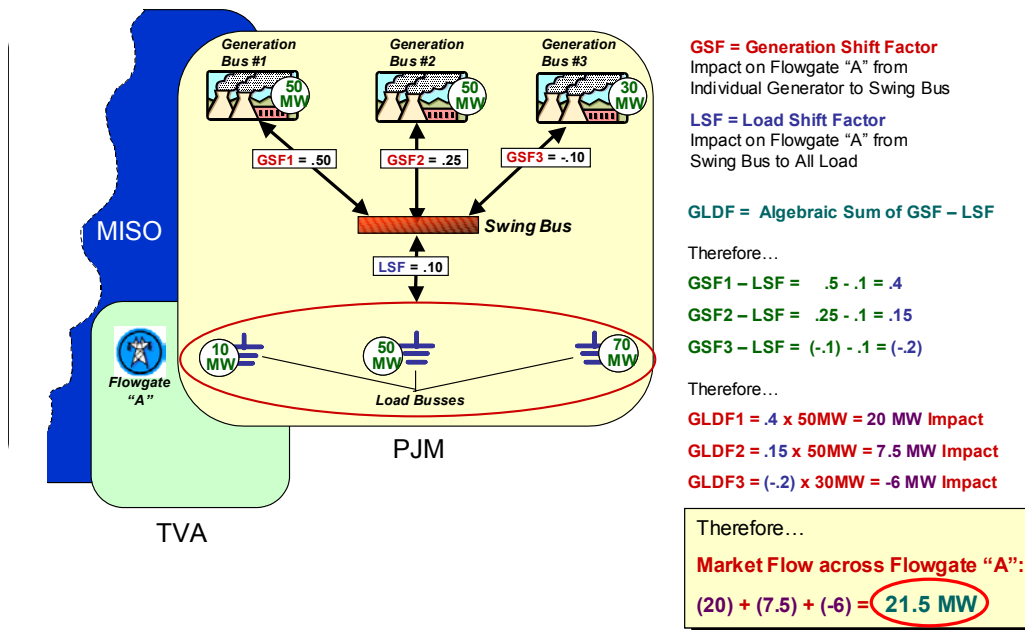 Generation
Bus #1
Generation
Bus #2
Generation
Bus #3
50
MW
50
MW
30
MW
GSF1 = .50
GSF2 = .25
GSF3 = -.10
Swing Bus
LSF = .10
MISO
10
MW
50
MW
70
MW
Load Busses
Flowgate
“A”
PJM
TVA
GSF = Generation Shift Factor
Impact on Flowgate “A” from
Individual Generator to Swing Bus
LSF = Load Shift Factor
Impact on Flowgate “A” from
Swing Bus to All Load
GLDF = Algebraic Sum of GSF – LSF
Therefore…
GSF1 – LSF = .5 - .1 = .4
GSF2 – LSF = .25 - .1 = .15
GSF3 – LSF = (-.1) - .1 = (-.2)
Therefore…
GLDF1 = .4 x 50MW = 20 MW Impact
GLDF2 = .15 x 50MW = 7.5 MW Impact
GLDF3 = (-.2) x 30MW = -6 MW Impact
Therefore…
Market Flow across Flowgate “A”:
(20) + (7.5) + (-6) = 21.5 MW